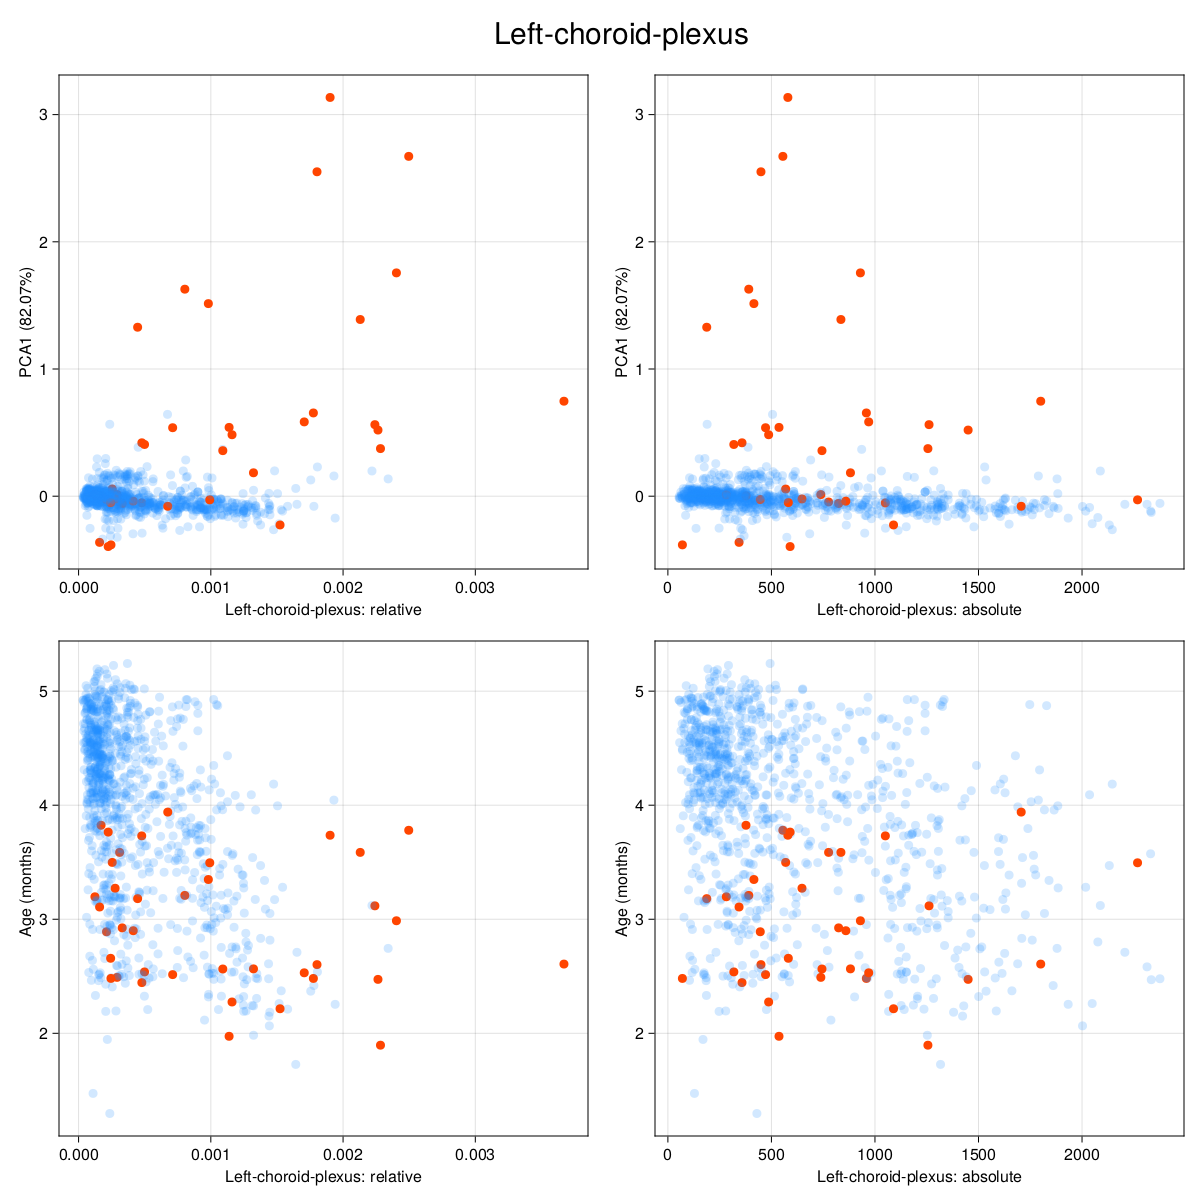 Left-choroid-plexus
PCA1 (82.07%)
3
2
1
0
0.000 0.001 0.002 0.003
Left-choroid-plexus: relative
PCA1 (82.07%)
3
2
1
0
0 500 1000 1500 2000
Left-choroid-plexus: absolute
Age (months)
5
4
3
2
0.000 0.001 0.002 0.003
Left-choroid-plexus: relative
Age (months)
5
4
3
2
0 500 1000 1500 2000
Left-choroid-plexus: absolute